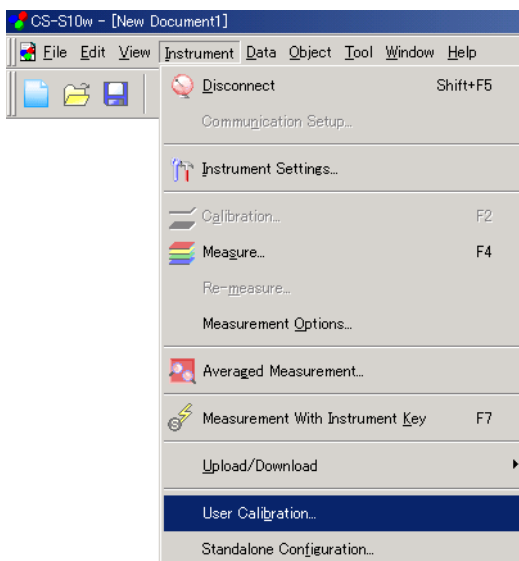 CS-S10w - [New Document1]
File Edit View Instrument Data Object Tool Window Help
Disconnect Shift+F5
Communication Setup...
Instrument Settings...
Calibration... F2
Measure... F4
Re-measure...
Measurement Options...
Averaged Measurement...
Measurement With Instrument Key F7
Upload/Download
User Calibration...
Standalone Configuration...